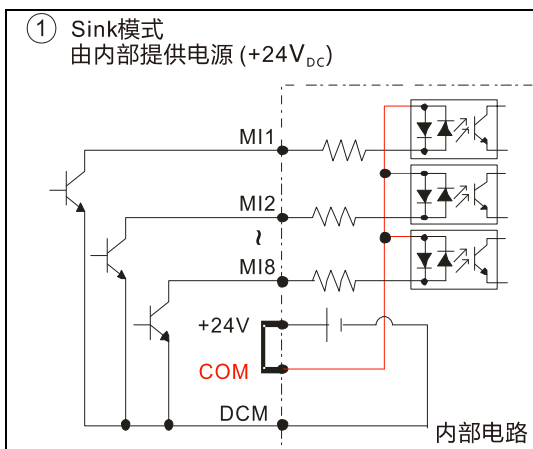 ① Sink模式
由内部提供电源 (+24VDC)
MI1
MI2
~
MI8
+24V
COM
DCM
内部电路